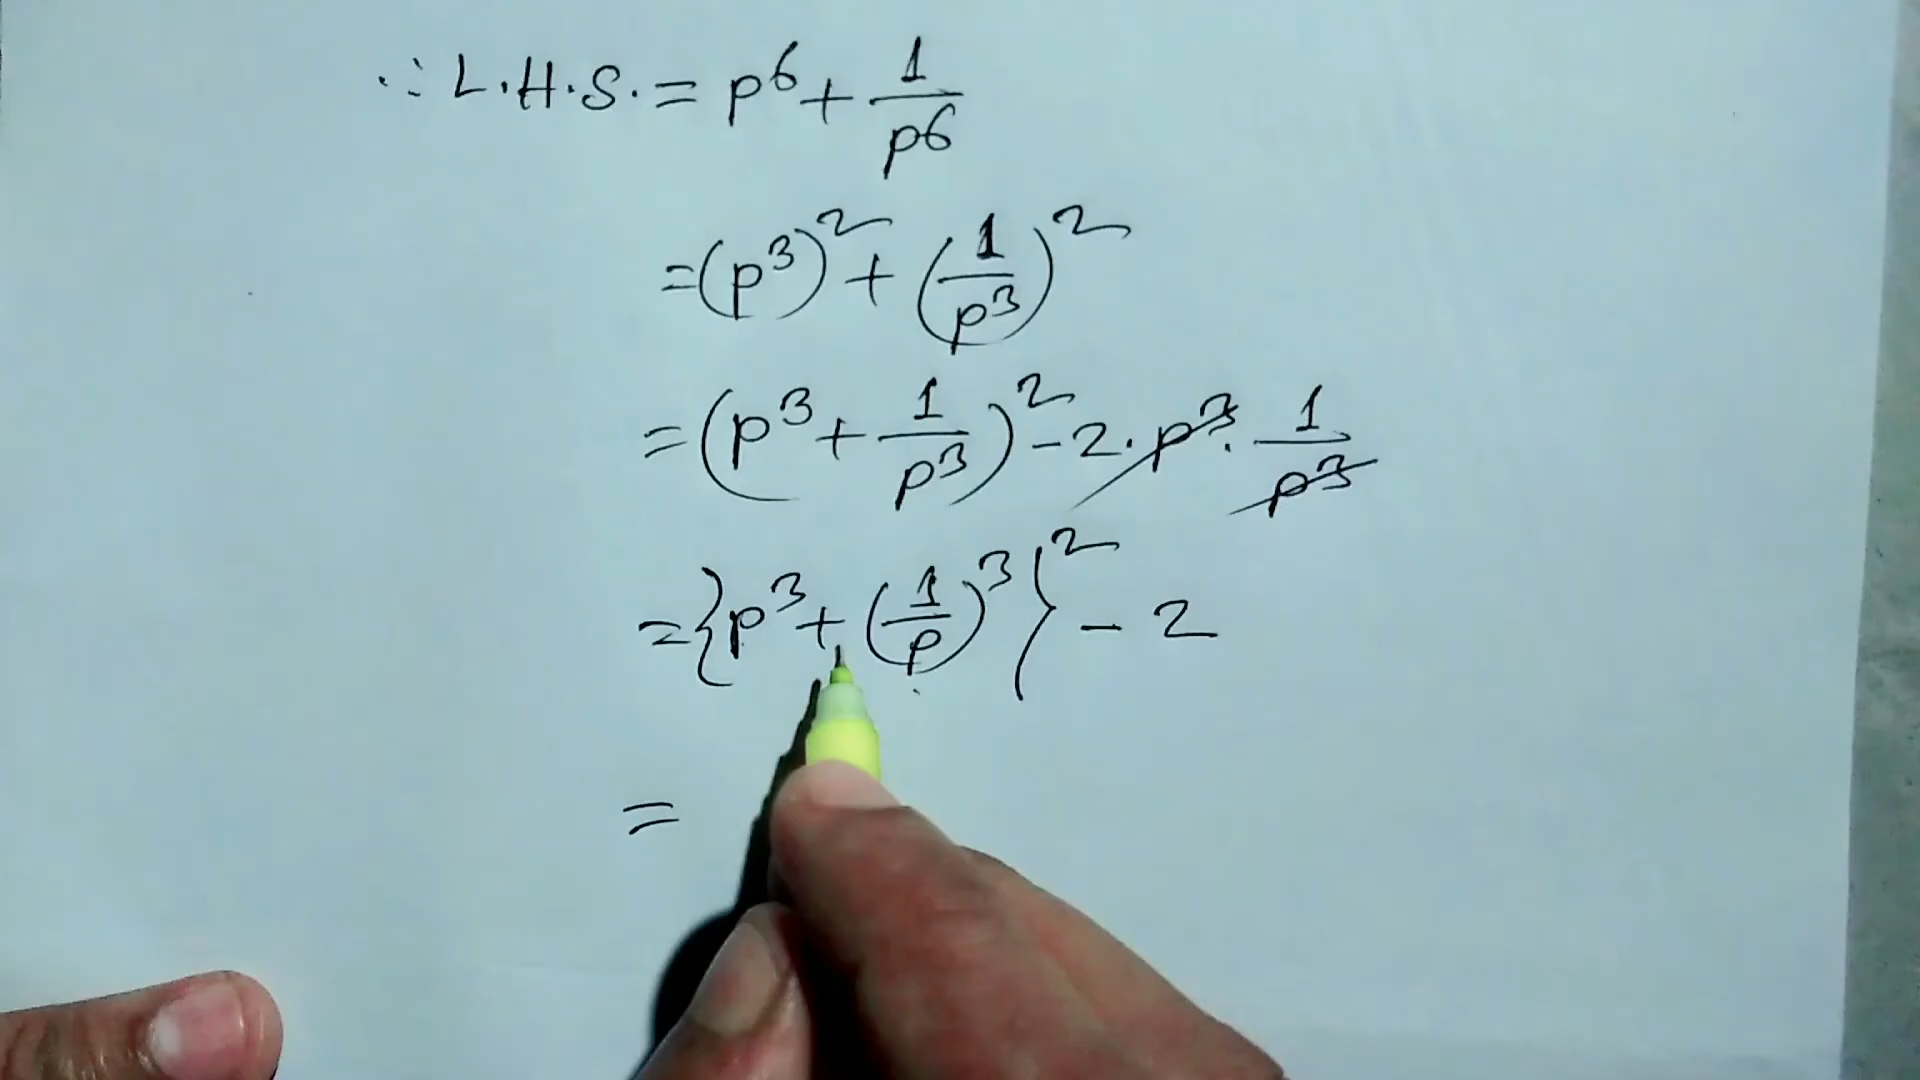 ∴ L.H.S. = p⁶ + 1/p⁶
= (p³)² + (1/p³)²
= (p³ + 1/p³)² - 2 · p³ · 1/p³
= {p³ + (1/p)³}² - 2
=